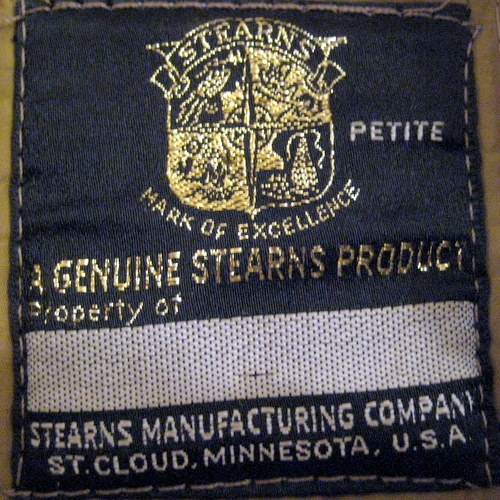 STEARNS
PETITE
MARK OF EXCELLENCE
A GENUINE STEARNS PRODUCT
Property of
STEARNS MANUFACTURING COMPANY
ST. CLOUD, MINNESOTA, U.S.A.